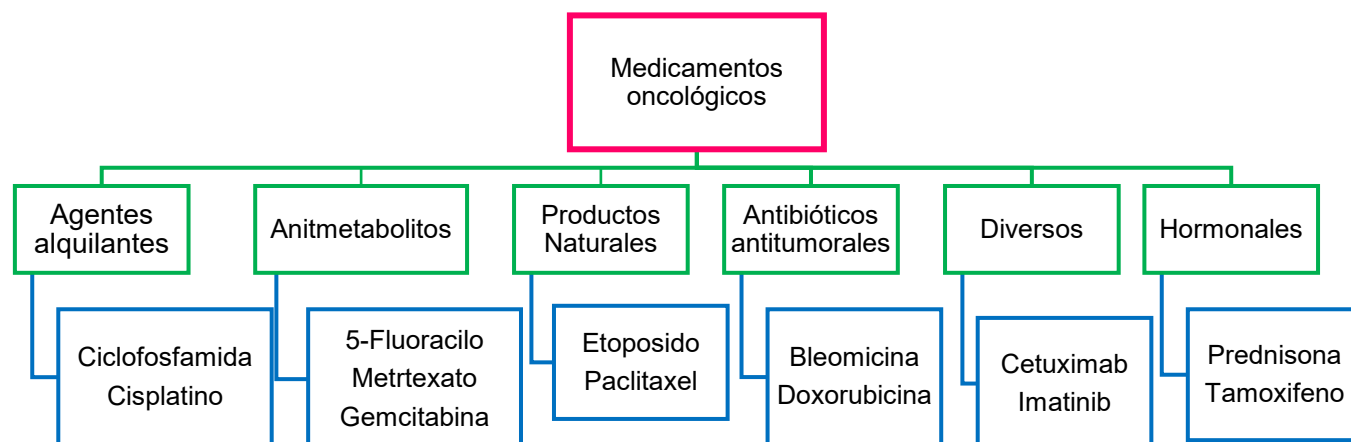 Medicamentos
oncológicos
Agentes
alquilantes
Anitmetabolitos
Productos
Naturales
Antibióticos
antitumorales
Diversos
Hormonales
Ciclofosfamida
Cisplatino
5-Fluoracilo
Metrtexato
Gemcitabina
Etoposido
Paclitaxel
Bleomicina
Doxorubicina
Cetuximab
Imatinib
Prednisona
Tamoxifeno